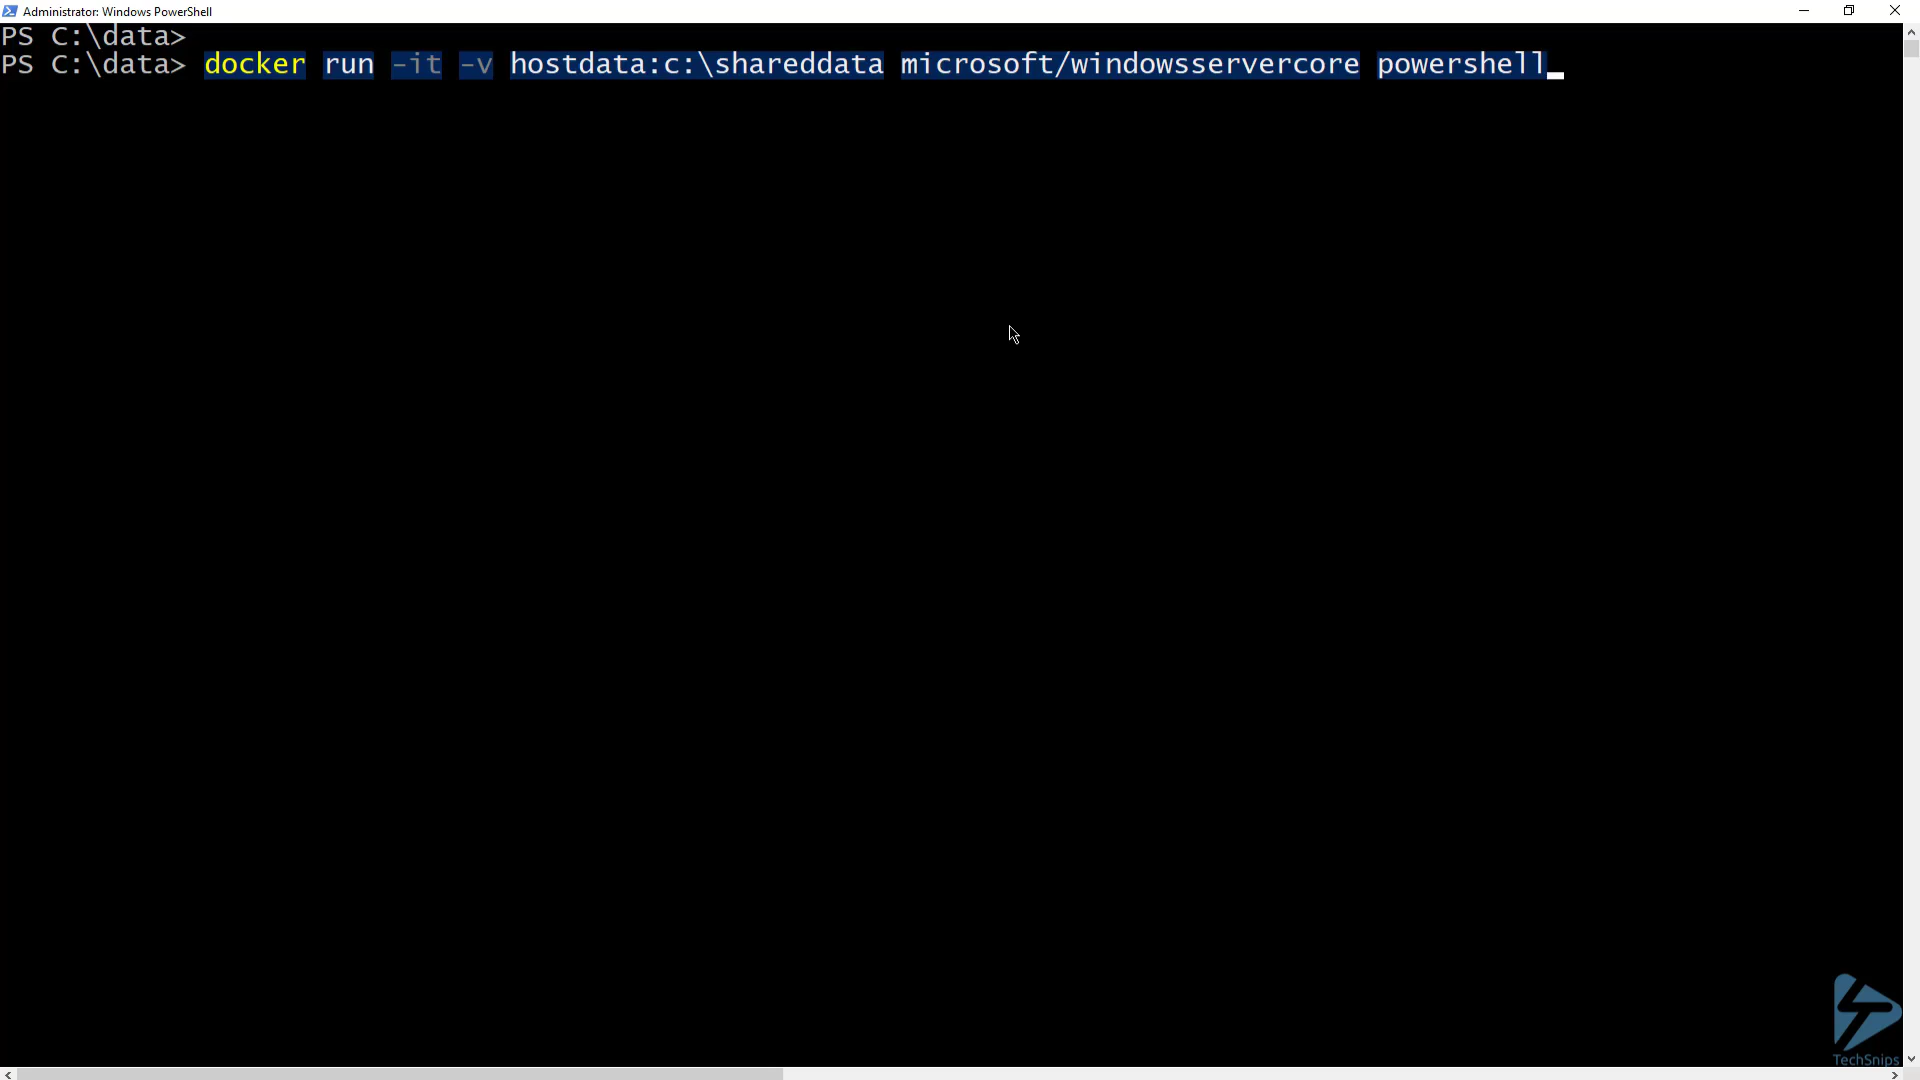 Administrator: Windows PowerShell
PS C:\data>
PS C:\data> docker run -it -v hostdata:c:\shareddata microsoft/windowsservercore powershell
TechSnips